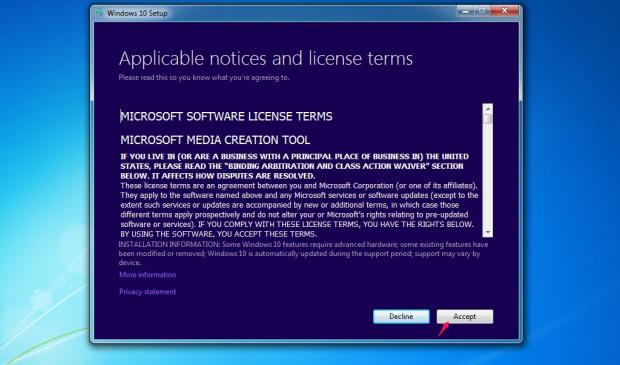 Windows 10 Setup
Applicable notices and license terms
Please read this so you know what you're agreeing to.
MICROSOFT SOFTWARE LICENSE TERMS
MICROSOFT MEDIA CREATION TOOL
IF YOU LIVE IN (OR ARE A BUSINESS WITH A PRINCIPAL PLACE OF BUSINESS IN) THE UNITED
STATES, PLEASE READ THE “BINDING ARBITRATION AND CLASS ACTION WAIVER” SECTION
BELOW. IT AFFECTS HOW DISPUTES ARE RESOLVED.
These license terms are an agreement between you and Microsoft Corporation (or one of its affiliates).
They apply to the software named above and any Microsoft services or software updates (except to the
extent such services or updates are accompanied by new or additional terms, in which case those
different terms apply prospectively and do not alter your or Microsoft's rights relating to pre-updated
software or services). IF YOU COMPLY WITH THESE LICENSE TERMS, YOU HAVE THE RIGHTS BELOW.
BY USING THE SOFTWARE, YOU ACCEPT THESE TERMS.
INSTALLATION INFORMATION: Some Windows 10 features require advanced hardware; some existing features have
been modified or removed; Windows 10 is automatically updated during the support period; support may vary by
device.
More information
Privacy statement
Decline
Accept